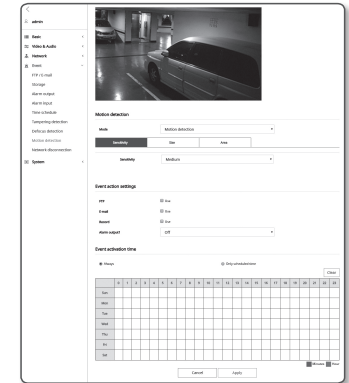 admin
Basic
Video & Audio
Network
Event
FTP / E-mail
Storage
Alarm output
Alarm input
Time schedule
Tampering detection
Defocus detection
Motion detection
Network disconnection
System
Motion detection
Mode Motion detection
Sensitivity Size Area
Sensitivity Medium
Event action settings
FTP Use
E-mail Use
Record Use
Alarm output Off
Event activation time
Always Only scheduled time
Clear
0 1 2 3 4 5 6 7 8 9 10 11 12 13 14 15 16 17 18 19 20 21 22 23
Sun
Mon
Tue
Wed
Thu
Fri
Sat
Minutes Hour
Cancel Apply